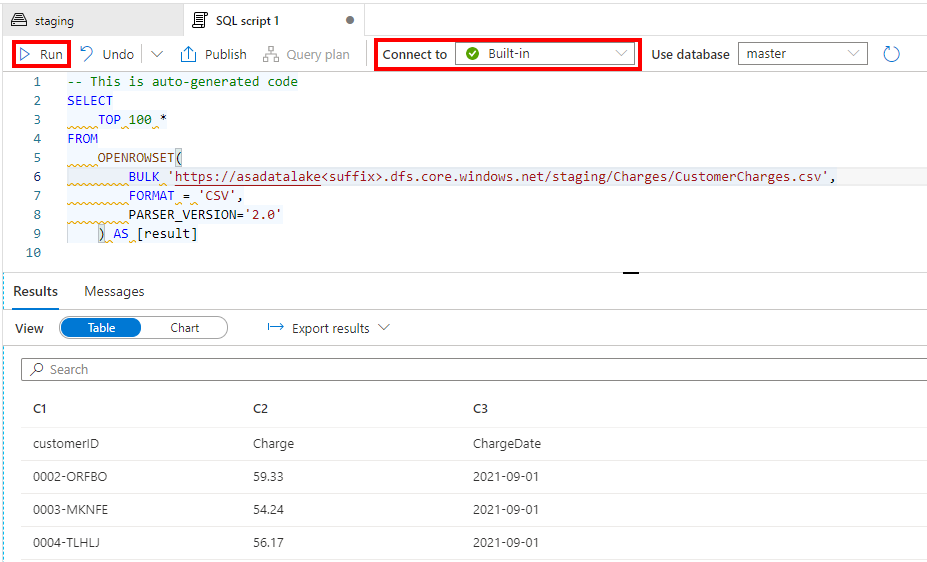 staging SQL script 1
Run Undo Publish Query plan Connect to Built-in Use database master
1 -- This is auto-generated code
2 SELECT
3 TOP 100 *
4 FROM
5 OPENROWSET(
6 BULK 'https://asadatalake<suffix>.dfs.core.windows.net/staging/Charges/CustomerCharges.csv',
7 FORMAT = 'CSV',
8 PARSER_VERSION='2.0'
9 ) AS [result]
10
Results Messages
View Table Chart Export results
Search
C1 C2 C3
customerID Charge ChargeDate
0002-ORFBO 59.33 2021-09-01
0003-MKNFE 54.24 2021-09-01
0004-TLHLJ 56.17 2021-09-01